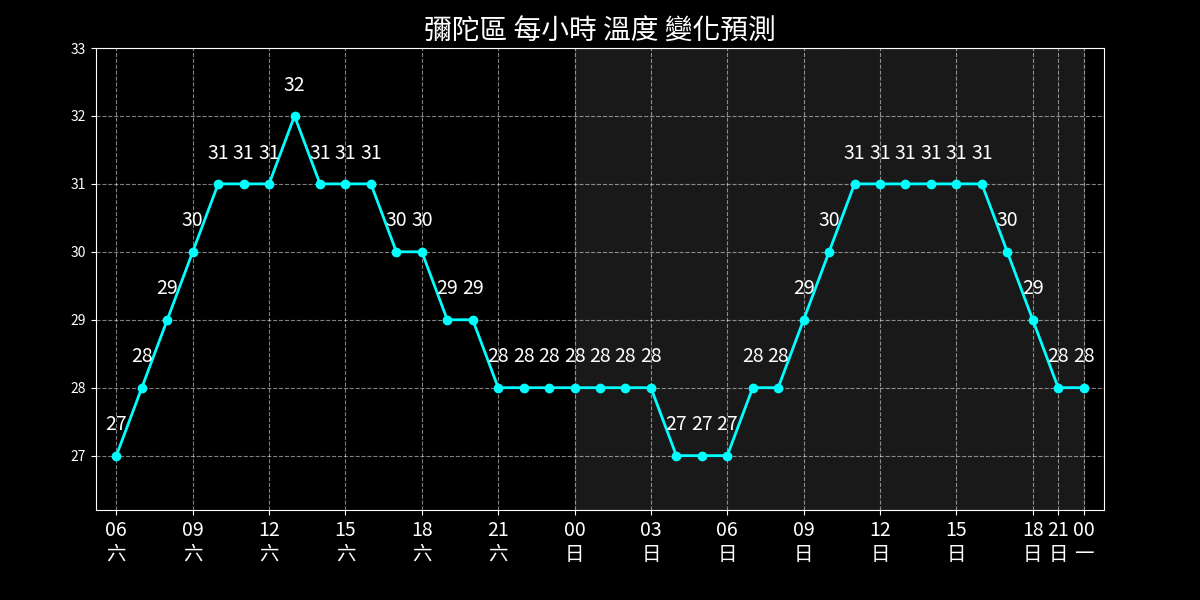 彌陀區 每小時 溫度 變化預測
33
32
32
31 31 31 31 31 31 31 31 31 31 31 31
31
30 30 30 30 30
30
29 29 29 29 29
29
28 28 28 28 28 28 28 28 28 28 28 28
28
27 27 27 27
27
06 09 12 15 18 21 00 03 06 09 12 15 18 21 00
六 六 六 六 六 六 日 日 日 日 日 日 日 日 一